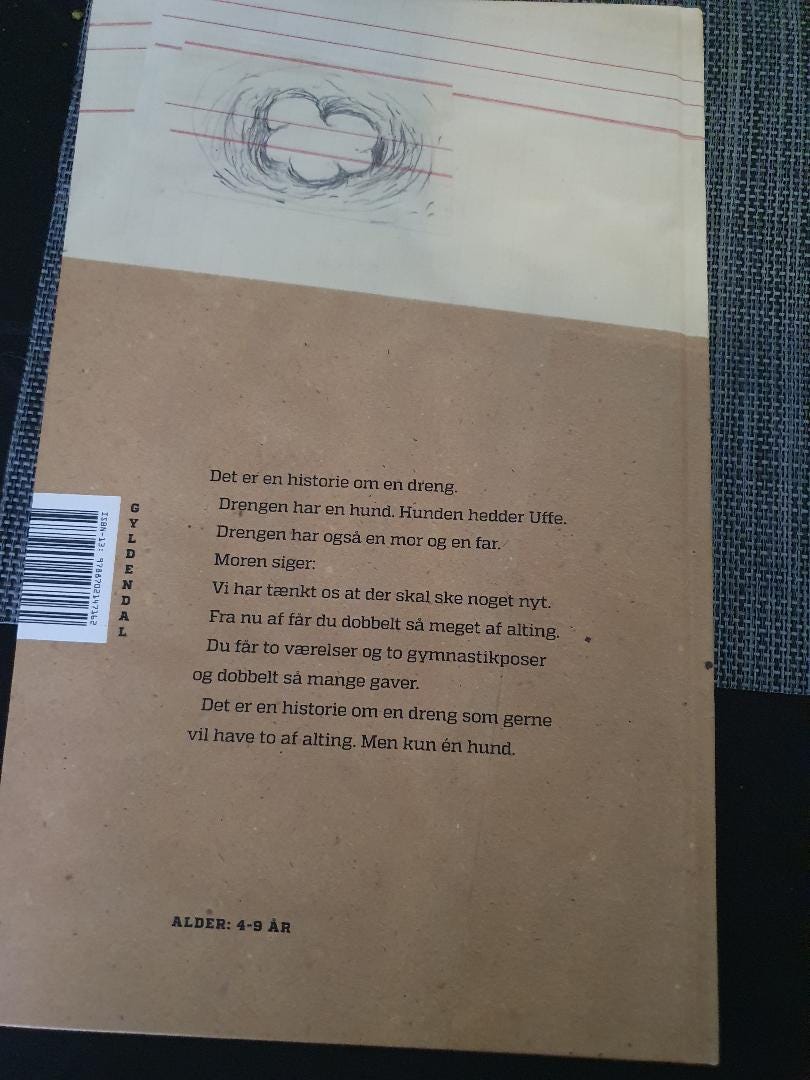 Det er en historie om en dreng.
Drengen har en hund. Hunden hedder Uffe.
Drengen har også en mor og en far.
Moren siger:
Vi har tænkt os at der skal ske noget nyt.
Fra nu af får du dobbelt så meget af alting.
Du får to værelser og to gymnastikposer
og dobbelt så mange gaver.
Det er en historie om en dreng som gerne
vil have to af alting. Men kun én hund.
ALDER: 4-9 ÅR
GYLDENDAL
ISBN-13: 9788702147162